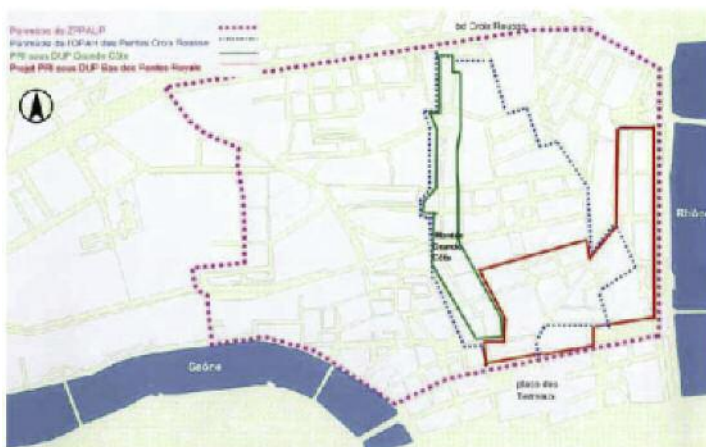 Périmètre de ZPPAUP
Périmètre de l'OPAH des Pentes Croix Rousse
PRI sous DUP Grande Côte
Projet PRI sous DUP Bas des Pentes Royale
bd Croix Rousse
Rhône
Montée
Grande
Côte
Saône
place des
Terreaux